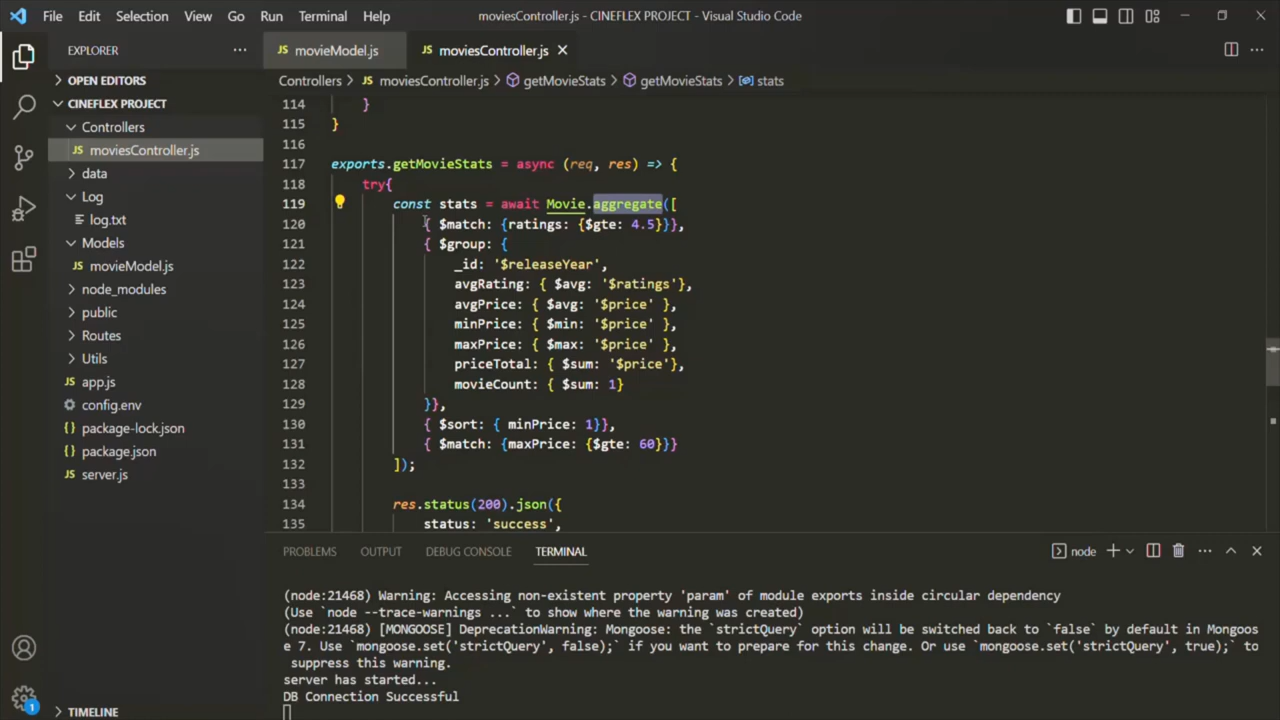 File Edit Selection View Go Run Terminal Help moviesController.js - CINEFLEX PROJECT - Visual Studio Code
EXPLORER
OPEN EDITORS
CINEFLEX PROJECT
Controllers
JS moviesController.js
data
Log
log.txt
Models
JS movieModel.js
node_modules
public
Routes
Utils
JS app.js
config.env
{} package-lock.json
{} package.json
JS server.js
TIMELINE
1
JS movieModel.js JS moviesController.js
Controllers > JS moviesController.js > getMovieStats > getMovieStats > stats
114 }
115 }
116
117 exports.getMovieStats = async (req, res) => {
118 try{
119 const stats = await Movie.aggregate([
120 { $match: {ratings: {$gte: 4.5}}},
121 { $group: {
122 _id: '$releaseYear',
123 avgRating: { $avg: '$ratings'},
124 avgPrice: { $avg: '$price' },
125 minPrice: { $min: '$price' },
126 maxPrice: { $max: '$price' },
127 priceTotal: { $sum: '$price'},
128 movieCount: { $sum: 1}
129 }},
130 { $sort: { minPrice: 1}},
131 { $match: {maxPrice: {$gte: 60}}}
132 ]);
133
134 res.status(200).json({
135 status: 'success',
PROBLEMS OUTPUT DEBUG CONSOLE TERMINAL node
(node:21468) Warning: Accessing non-existent property 'param' of module exports inside circular dependency
(Use `node --trace-warnings ...` to show where the warning was created)
(node:21468) [MONGOOSE] DeprecationWarning: Mongoose: the `strictQuery` option will be switched back to `false` by default in Mongoos
e 7. Use `mongoose.set('strictQuery', false);` if you want to prepare for this change. Or use `mongoose.set('strictQuery', true);` to
suppress this warning.
server has started...
DB Connection Successful